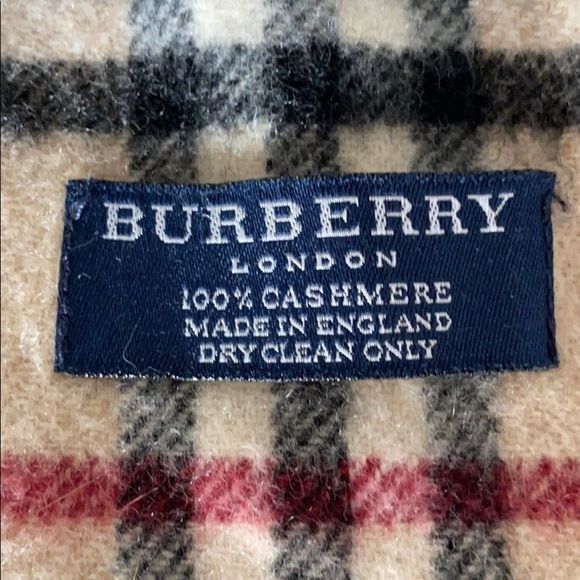 BURBERRY
LONDON
100% CASHMERE
MADE IN ENGLAND
DRY CLEAN ONLY